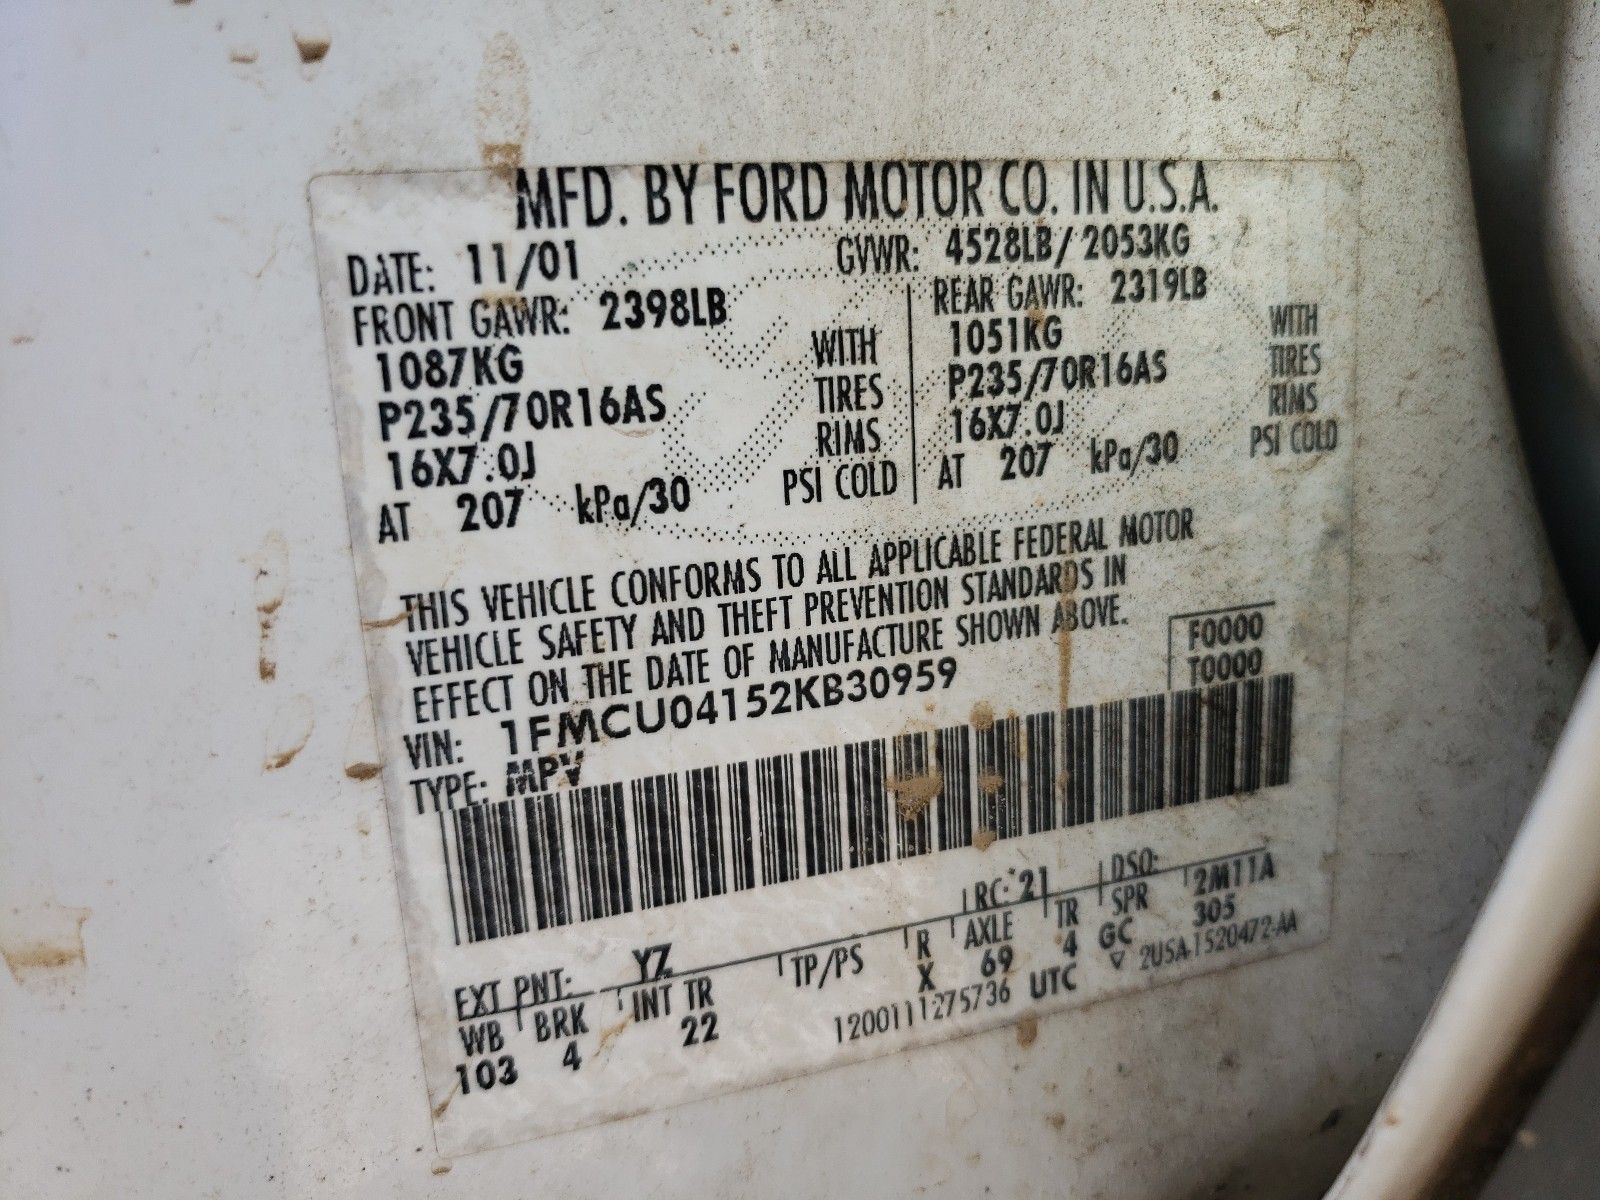 MFD. BY FORD MOTOR CO. IN U.S.A.
DATE: 11/01 GVWR: 4528LB/ 2053KG
FRONT GAWR: 2398LB REAR GAWR: 2319LB
1087KG WITH 1051KG WITH
P235/70R16AS TIRES P235/70R16AS TIRES
16X7.0J RIMS 16X7.0J RIMS
AT 207 kPa/30 PSI COLD AT 207 kPa/30 PSI COLD
THIS VEHICLE CONFORMS TO ALL APPLICABLE FEDERAL MOTOR
VEHICLE SAFETY AND THEFT PREVENTION STANDARDS IN
EFFECT ON THE DATE OF MANUFACTURE SHOWN ABOVE.
F0000
T0000
VIN: 1FMCU04152KB30959
TYPE: MPV
EXT PNT: YZ RC: 21 DSO: 2M11A
WB BRK INT TR TP/PS R AXLE TR SPR 305
103 4 22 X 69 4 GC
1200111275736 UTC ▽ 2USA-1520472-AA